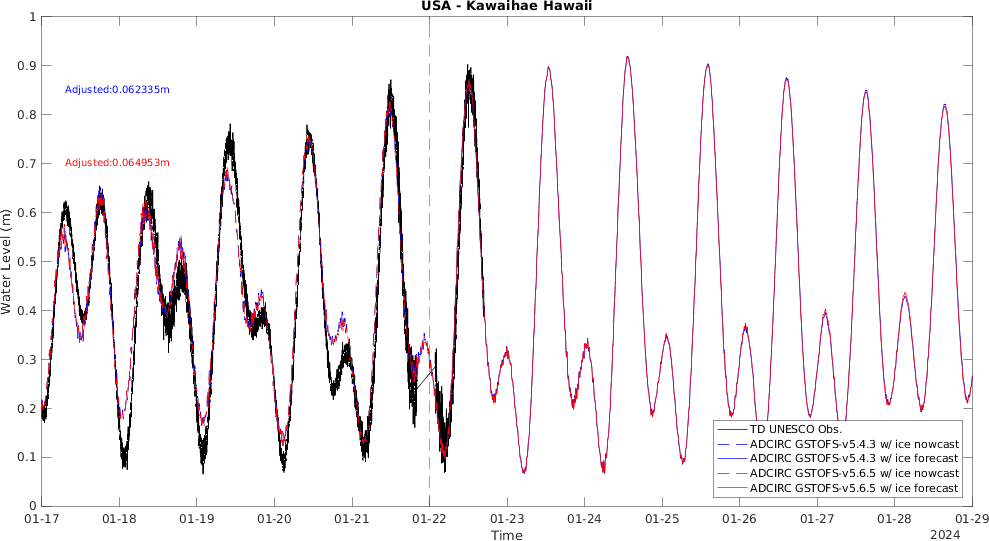 USA - Kawaihae Hawaii
1
0.9
0.8
0.7
0.6
0.5
0.4
0.3
0.2
0.1
0
Water Level (m)
Adjusted:0.062335m
Adjusted:0.064953m
TD UNESCO Obs.
ADCIRC GSTOFS-v5.4.3 w/ ice nowcast
ADCIRC GSTOFS-v5.4.3 w/ ice forecast
ADCIRC GSTOFS-v5.6.5 w/ ice nowcast
ADCIRC GSTOFS-v5.6.5 w/ ice forecast
01-17 01-18 01-19 01-20 01-21 01-22 01-23 01-24 01-25 01-26 01-27 01-28 01-29
Time
2024